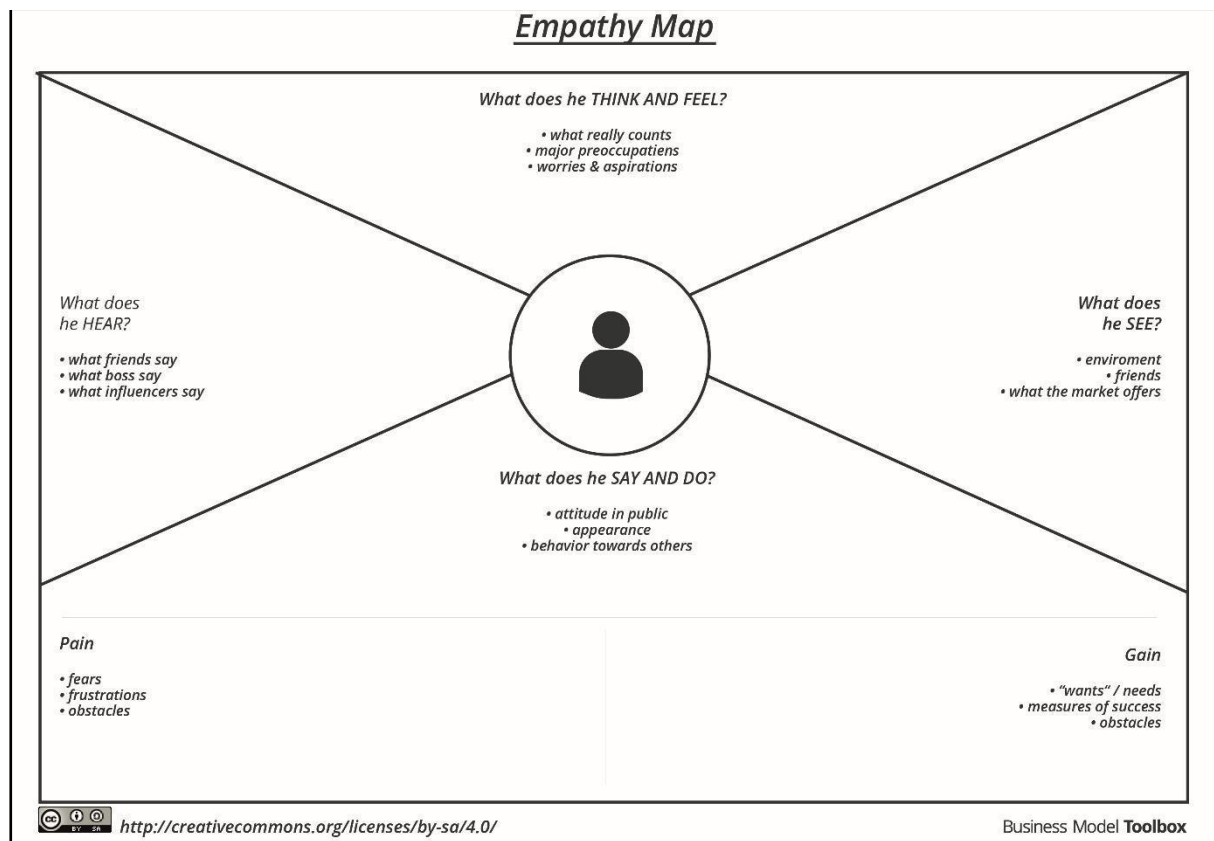 Empathy Map
What does he THINK AND FEEL?
• what really counts
• major preoccupatiens
• worries & aspirations
What does
he HEAR?
• what friends say
• what boss say
• what influencers say
What does
he SEE?
• enviroment
• friends
• what the market offers
What does he SAY AND DO?
• attitude in public
• appearance
• behavior towards others
Pain
• fears
• frustrations
• obstacles
Gain
• “wants“ / needs
• measures of success
• obstacles
cc BY SA
http://creativecommons.org/licenses/by-sa/4.0/
Business Model Toolbox